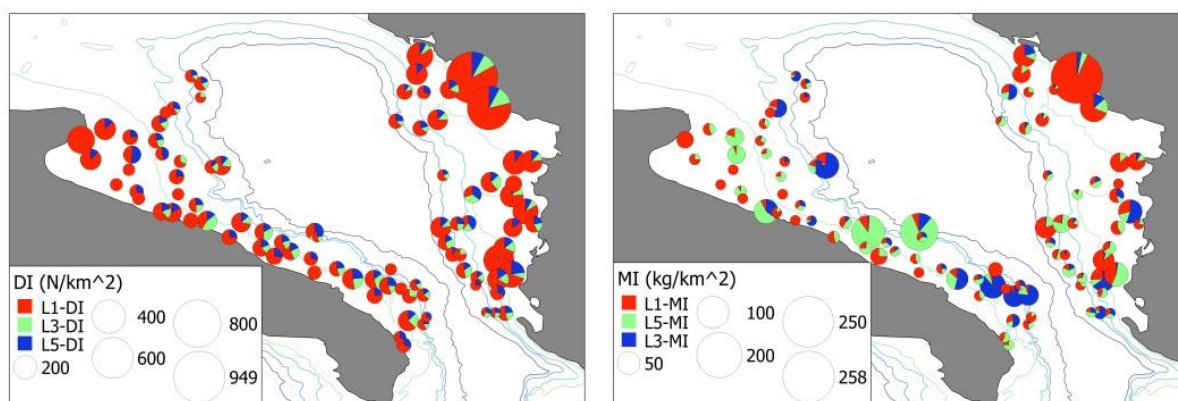 DI (N/km^2)
L1-DI
L3-DI
L5-DI
200
400
600
800
949
MI (kg/km^2)
L1-MI
L5-MI
L3-MI
50
100
200
250
258